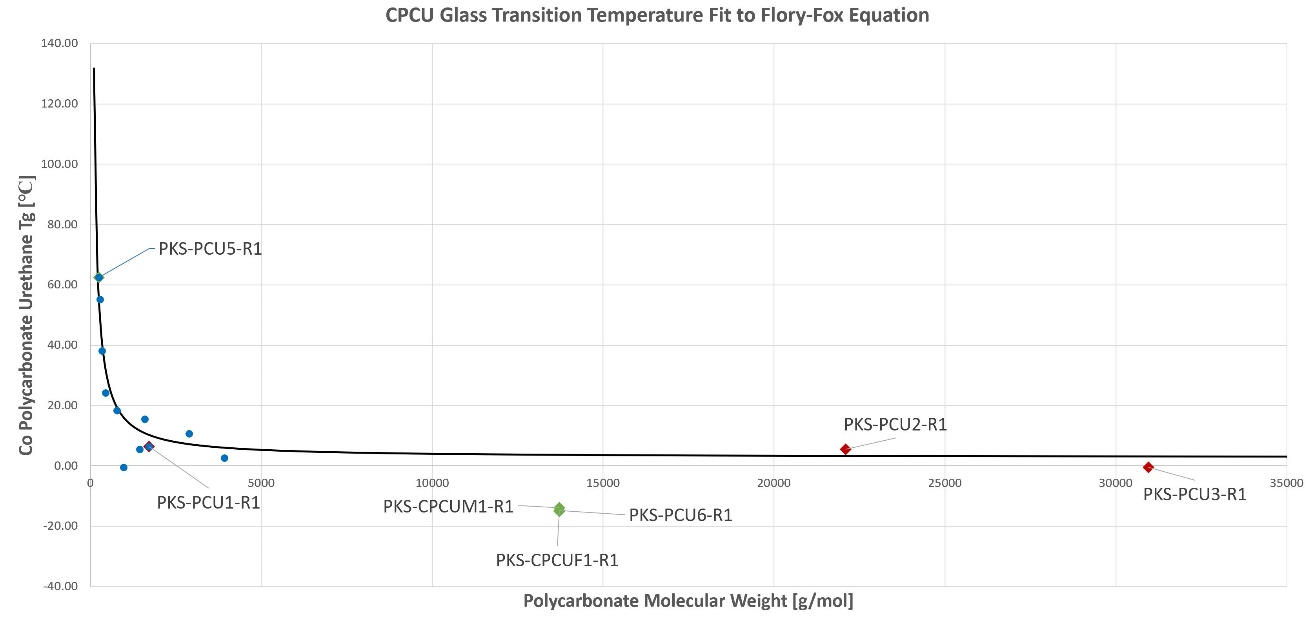 CPCU Glass Transition Temperature Fit to Flory-Fox Equation
140.00
120.00
100.00
80.00
60.00
40.00
20.00
0.00
-20.00
-40.00
Co Polycarbonate Urethane Tg [°C]
PKS-PCU5-R1
PKS-PCU2-R1
0
5000
10000
15000
20000
25000
30000
35000
PKS-PCU1-R1
PKS-CPCUM1-R1
PKS-PCU6-R1
PKS-PCU3-R1
PKS-CPCUF1-R1
Polycarbonate Molecular Weight [g/mol]